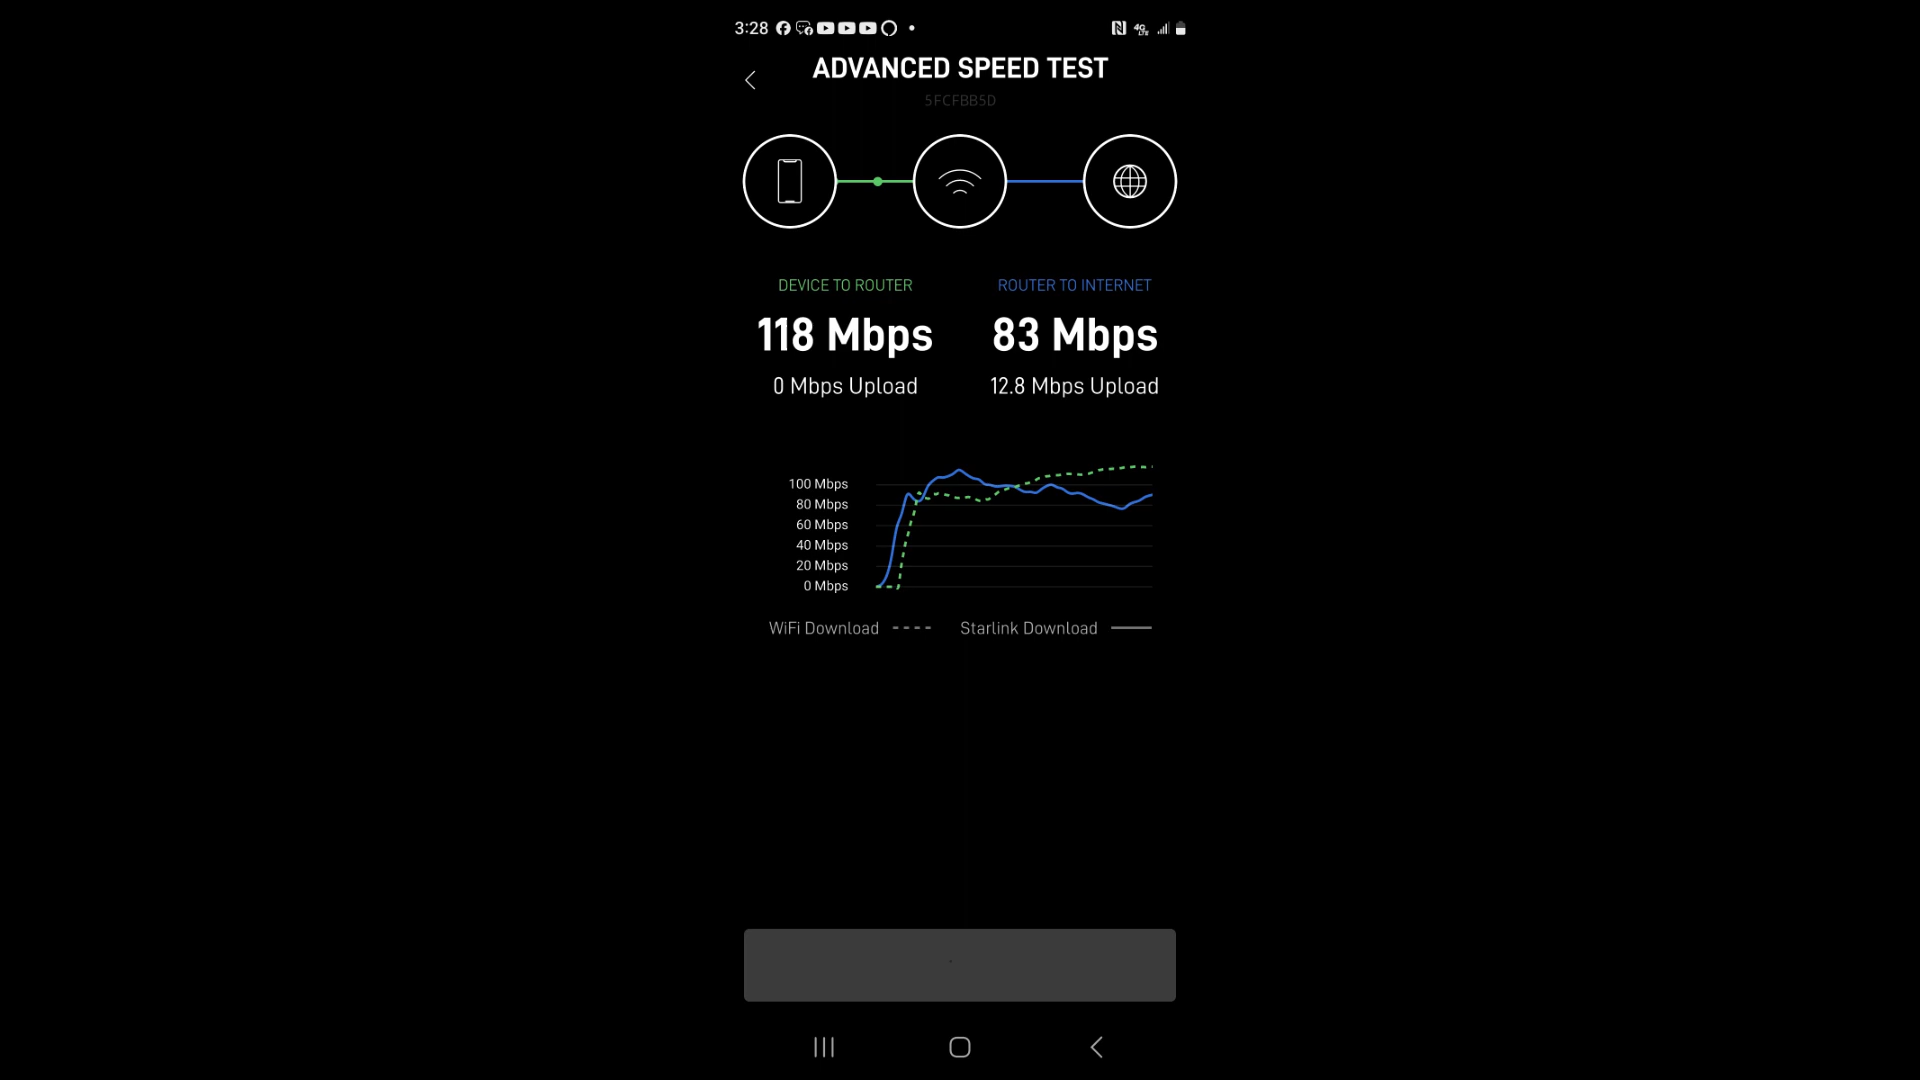 3:28
4G LTE
ADVANCED SPEED TEST
5FCFBB5D
DEVICE TO ROUTER
ROUTER TO INTERNET
118 Mbps
83 Mbps
0 Mbps Upload
12.8 Mbps Upload
100 Mbps
80 Mbps
60 Mbps
40 Mbps
20 Mbps
0 Mbps
WiFi Download
Starlink Download